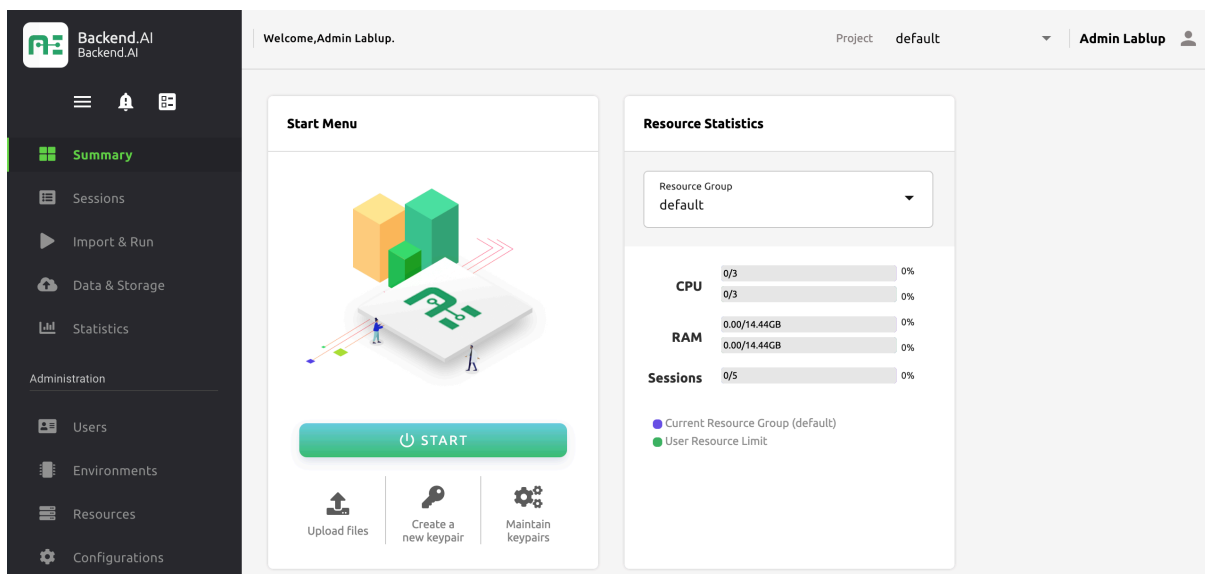 Backend.AI
Backend.AI
Welcome,Admin Lablup.
Project default
Admin Lablup
Summary
Sessions
Import & Run
Data & Storage
Statistics
Administration
Users
Environments
Resources
Configurations
Start Menu
START
Upload files
Create a
new keypair
Maintain
keypairs
Resource Statistics
Resource Group
default
CPU
0/3 0%
0/3 0%
RAM
0.00/14.44GB 0%
0.00/14.44GB 0%
Sessions 0/5 0%
Current Resource Group (default)
User Resource Limit